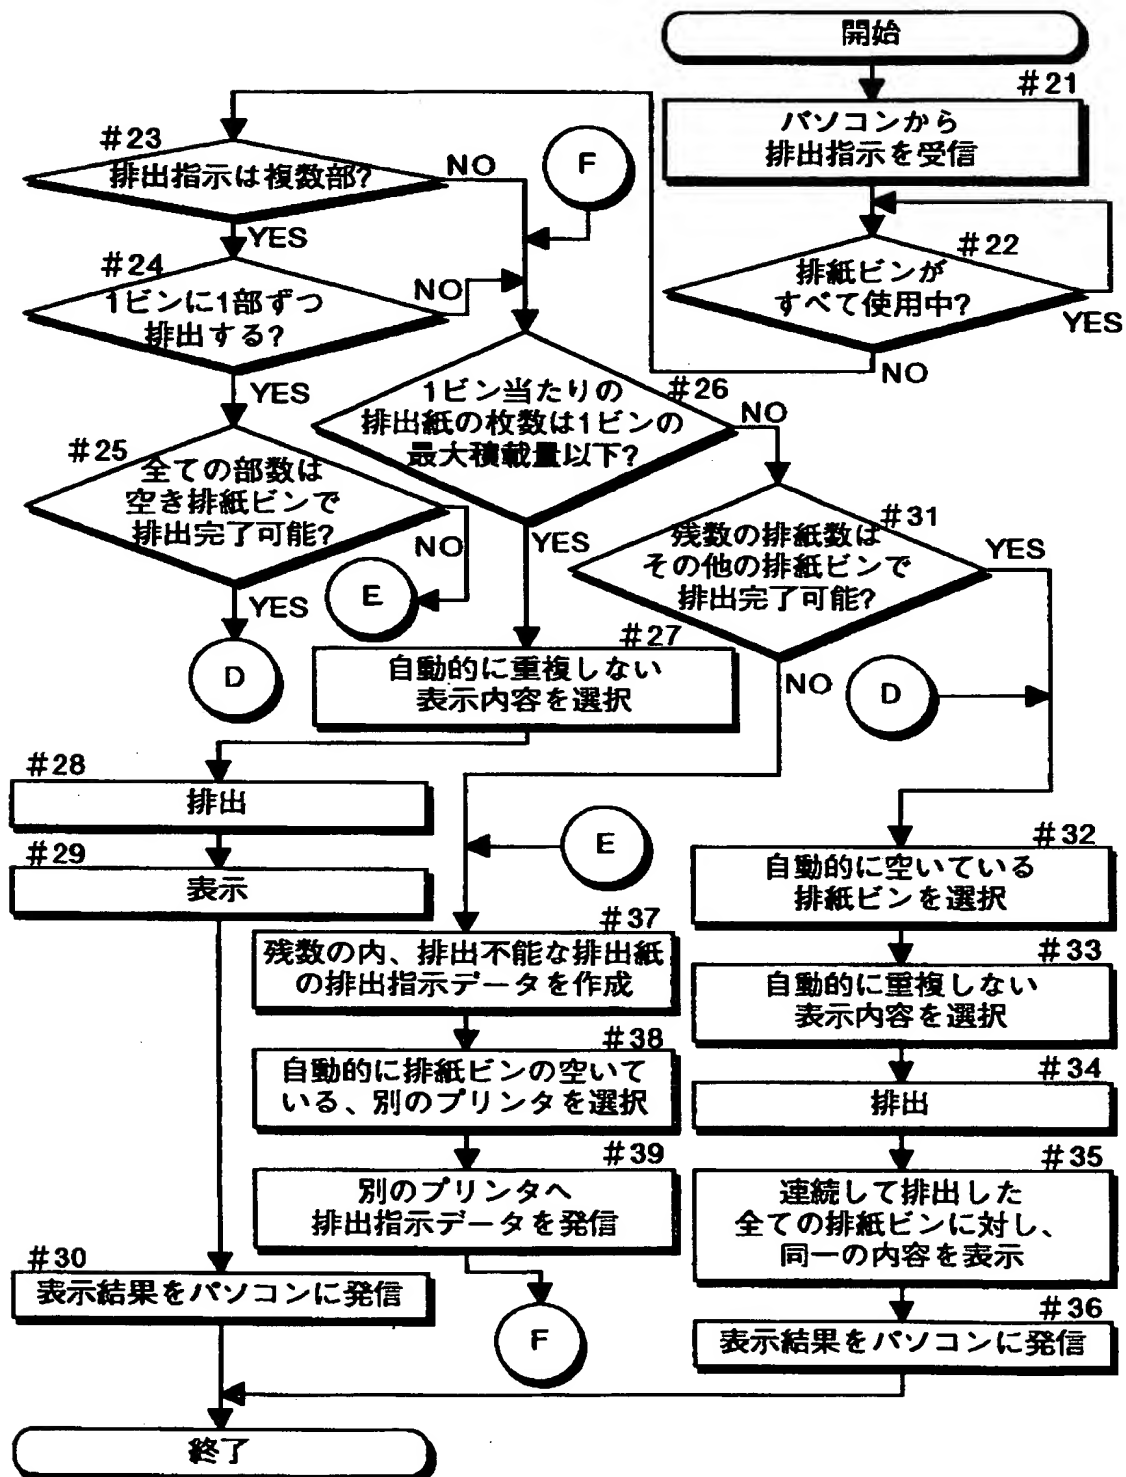 開始
#21
パソコンから
排出指示を受信
#22
排紙ビンが
すべて使用中?
YES
NO
#23
排出指示は複数部?
NO
YES
F
#24
1ビンに1部ずつ
排出する?
NO
YES
#25
全ての部数は
空き排紙ビンで
排出完了可能?
NO
YES
E
D
#26
1ビン当たりの
排出紙の枚数は1ビンの
最大積載量以下?
NO
YES
#27
自動的に重複しない
表示内容を選択
#28
排出
#29
表示
#30
表示結果をパソコンに発信
#31
残数の排紙数は
その他の排紙ビンで
排出完了可能?
YES
NO
D
E
#32
自動的に空いている
排紙ビンを選択
#33
自動的に重複しない
表示内容を選択
#34
排出
#35
連続して排出した
全ての排紙ビンに対し、
同一の内容を表示
#36
表示結果をパソコンに発信
#37
残数の内、排出不能な排出紙
の排出指示データを作成
#38
自動的に排紙ビンの空いて
いる、別のプリンタを選択
#39
別のプリンタへ
排出指示データを発信
F
終了